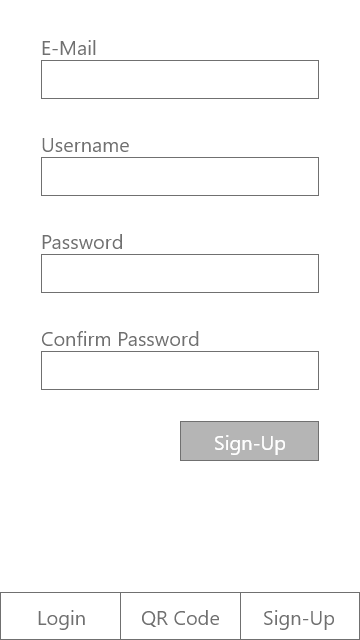 E-Mail
Username
Password
Confirm Password
Sign-Up
Login QR Code Sign-Up